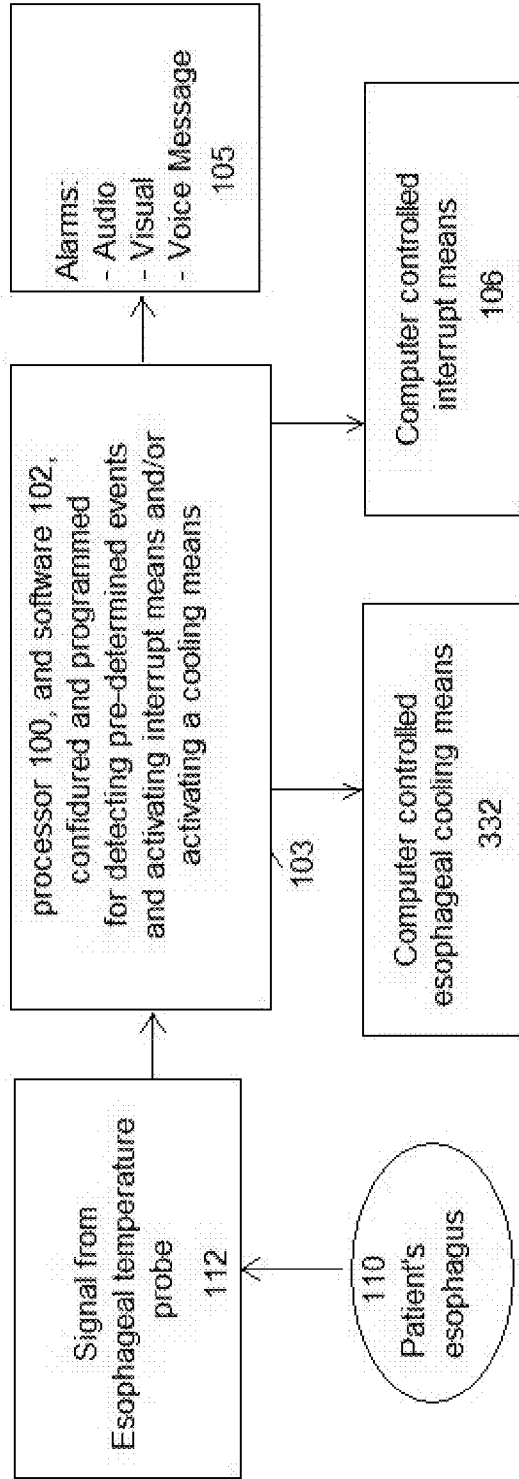 Signal from
Esophageal temperature
probe
112
110
Patient's
esophagus
processor 100, and software 102,
confidured and programmed
for detecting pre-determined events
and activating interrupt means and/or
activating a cooling means
103
Alarms:
- Audio
- Visual
- Voice Message
105
Computer controlled
esophageal cooling means
332
Computer controlled
interrupt means
106